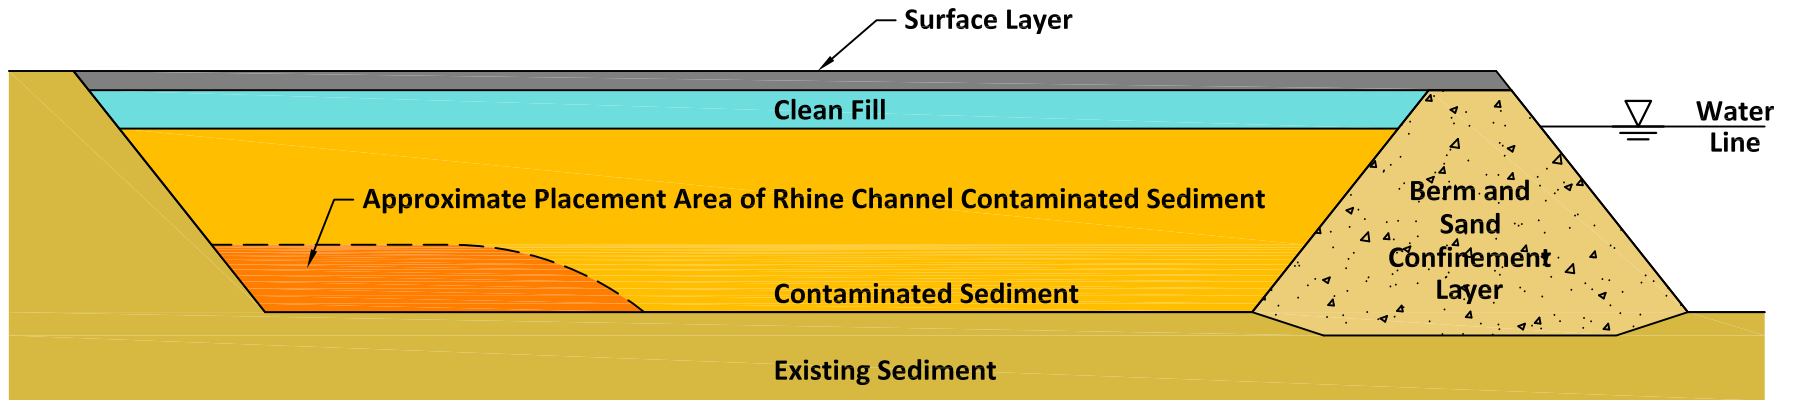 Surface Layer
Clean Fill
Water
Line
Approximate Placement Area of Rhine Channel Contaminated Sediment
Berm and
Sand
Confinement
Layer
Contaminated Sediment
Existing Sediment